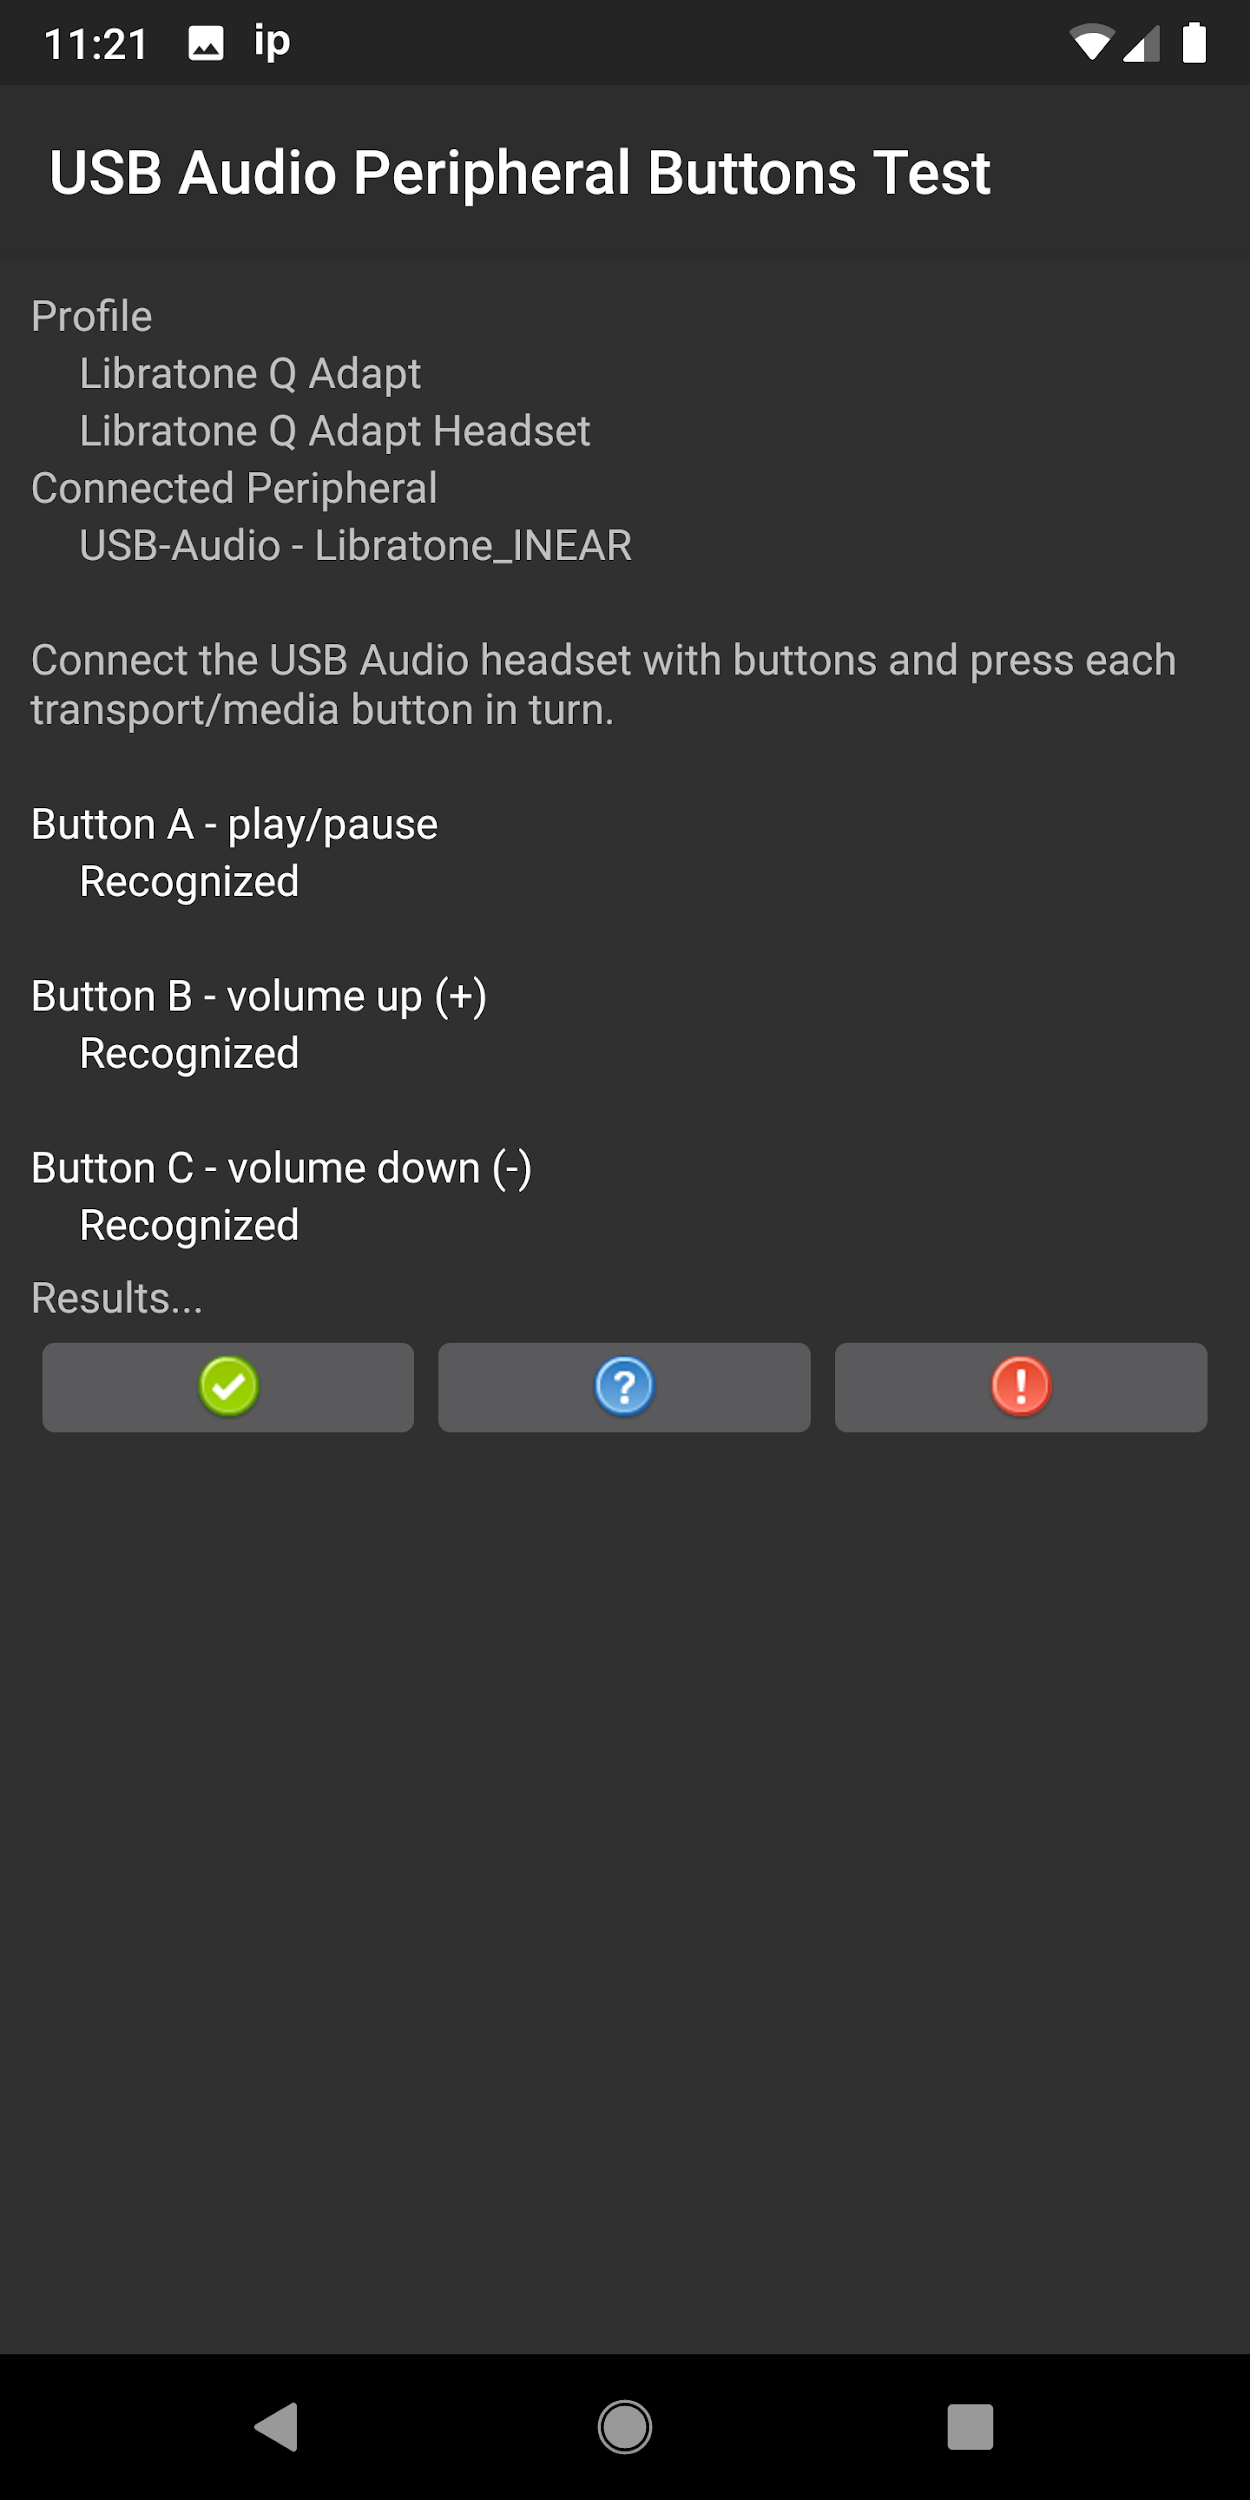 11:21 ip
USB Audio Peripheral Buttons Test
Profile
Libratone Q Adapt
Libratone Q Adapt Headset
Connected Peripheral
USB-Audio - Libratone_INEAR
Connect the USB Audio headset with buttons and press each
transport/media button in turn.
Button A - play/pause
Recognized
Button B - volume up (+)
Recognized
Button C - volume down (-)
Recognized
Results...